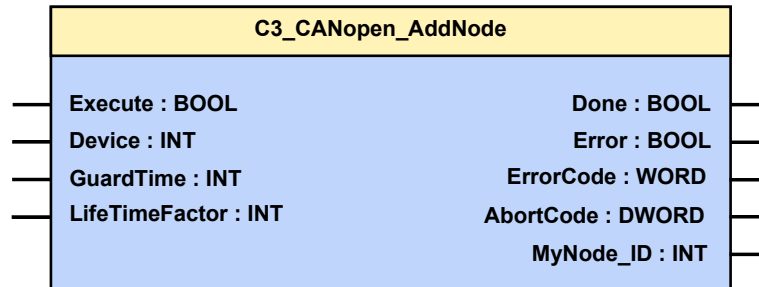 C3_CANopen_AddNode
Execute : BOOL
Done : BOOL
Device : INT
Error : BOOL
GuardTime : INT
ErrorCode : WORD
LifeTimeFactor : INT
AbortCode : DWORD
MyNode_ID : INT